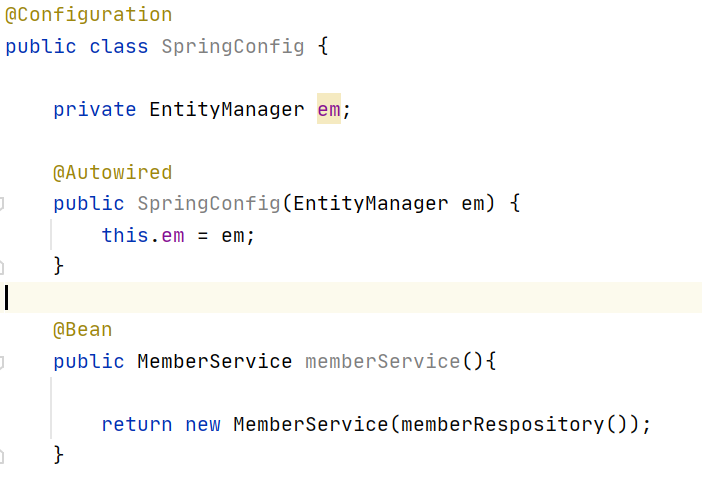 @Configuration
public class SpringConfig {
private EntityManager em;
@Autowired
public SpringConfig(EntityManager em) {
this.em = em;
}
@Bean
public MemberService memberService(){
return new MemberService(memberRespository());
}